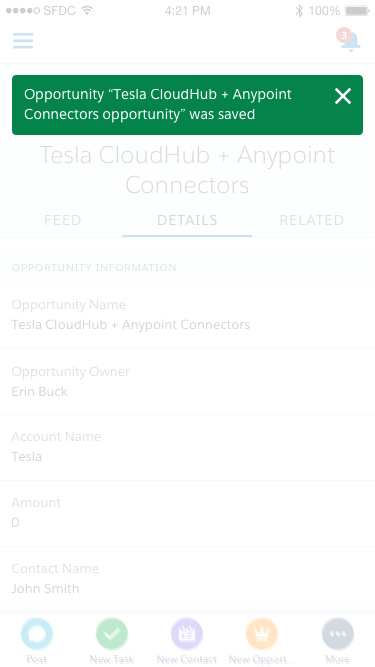 SFDC 4:21 PM 100%
3
Opportunity “Tesla CloudHub + Anypoint
Connectors opportunity” was saved
Tesla CloudHub + Anypoint
Connectors
FEED DETAILS RELATED
OPPORTUNITY INFORMATION
Opportunity Name
Tesla CloudHub + Anypoint Connectors
Opportunity Owner
Erin Buck
Account Name
Tesla
Amount
0
Contact Name
John Smith
Post New Task New Contact New Opport... More